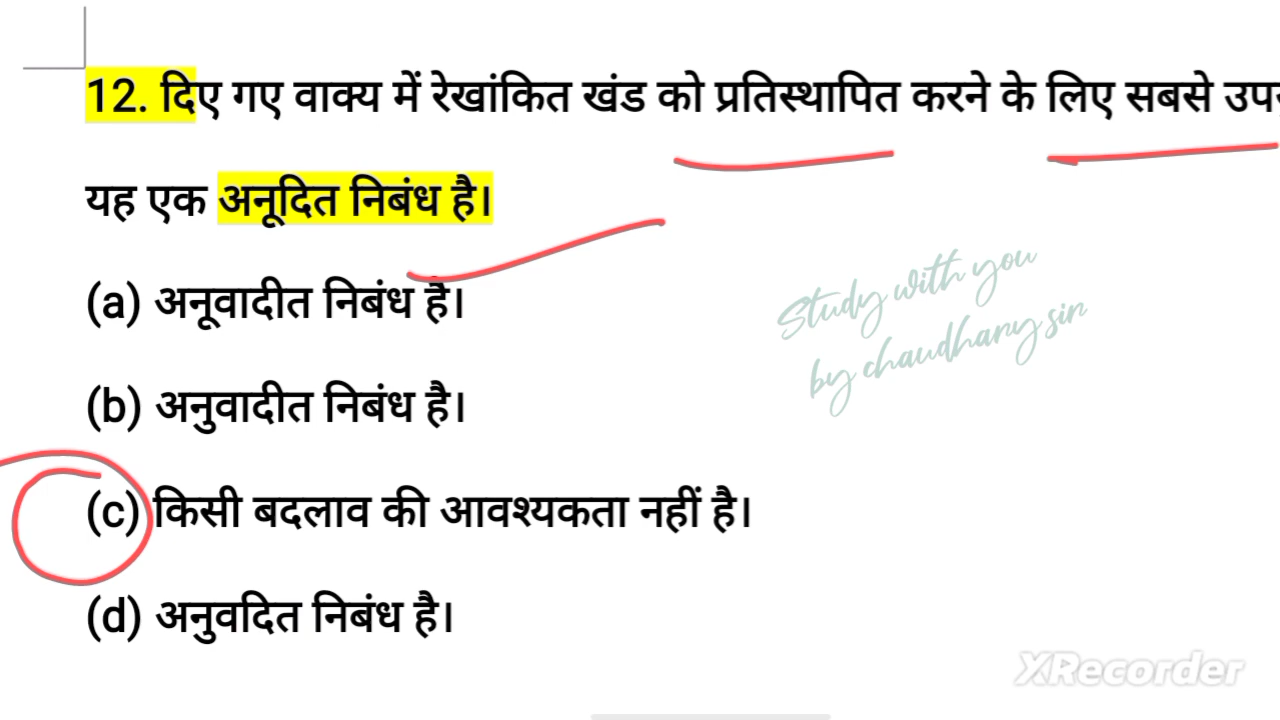 12. दिए गए वाक्य में रेखांकित खंड को प्रतिस्थापित करने के लिए सबसे
यह एक अनूदित निबंध है।
(a) अनूवादीत निबंध है।
(b) अनुवादीत निबंध है।
(c) किसी बदलाव की आवश्यकता नहीं है।
(d) अनुवदित निबंध है।
Study with you
by chaudhary sir
XRecorder